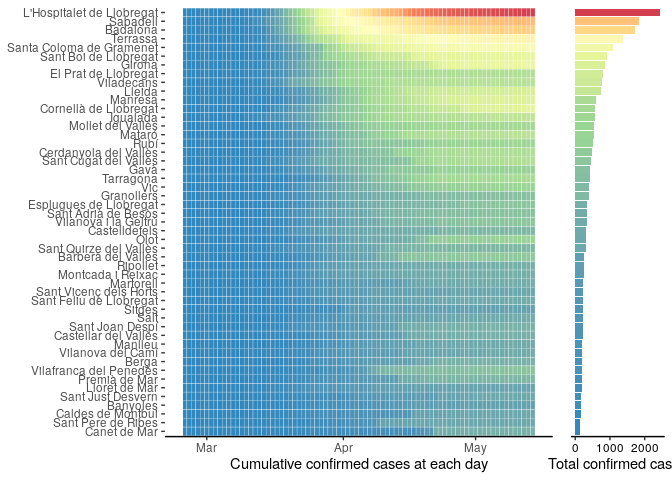 L'Hospitalet de Llobregat
Sabadell
Badalona
Terrassa
Santa Coloma de Gramenet
Sant Boi de Llobregat
Girona
El Prat de Llobregat
Viladecans
Lleida
Manresa
Cornellà de Llobregat
Igualada
Mollet del Vallès
Mataró
Rubí
Cerdanyola del Vallès
Sant Cugat del Vallès
Gavà
Tarragona
Vic
Granollers
Esplugues de Llobregat
Sant Adrià de Besòs
Vilanova i la Geltrú
Castelldefels
Olot
Sant Quirze del Vallès
Barberà del Vallès
Ripollet
Montcada i Reixac
Martorell
Sant Vicenç dels Horts
Sant Feliu de Llobregat
Sitges
Salt
Sant Joan Despí
Castellar del Vallès
Manlleu
Vilanova del Camí
Berga
Vilafranca del Penedès
Premià de Mar
Lloret de Mar
Sant Just Desvern
Banyoles
Caldes de Montbui
Sant Pere de Ribes
Canet de Mar
Mar Apr May
Cumulative confirmed cases at each day
0 1000 2000
Total confirmed cas